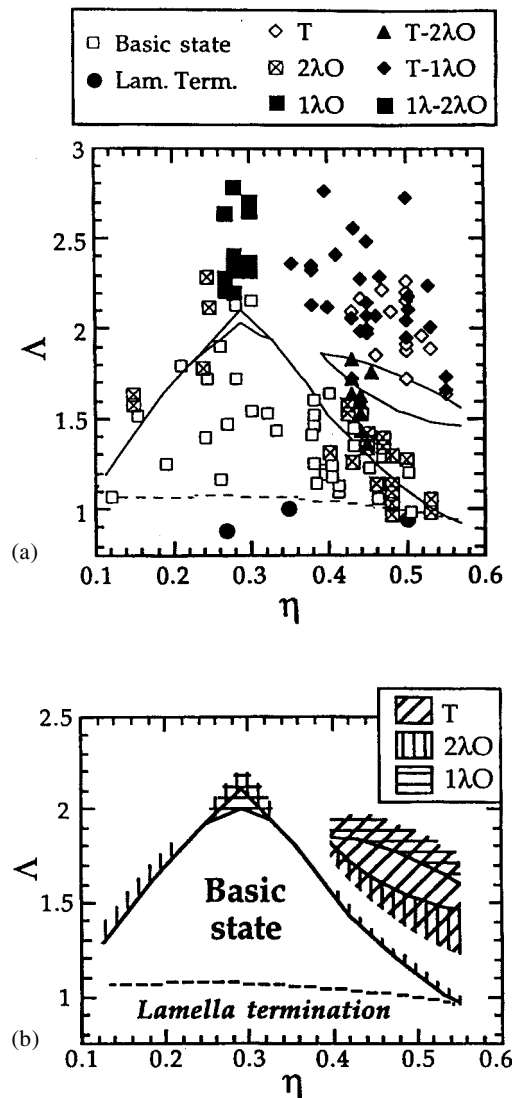 Basic state
Lam. Term.
T
2λO
1λO
T-2λO
T-1λO
1λ-2λO
3
2.5
2
1.5
1
Λ
(a)
0.1 0.2 0.3 0.4 0.5 0.6
η
T
2λO
1λO
2.5
2
1.5
1
Λ
Basic
state
Lamella termination
(b)
0.1 0.2 0.3 0.4 0.5 0.6
η